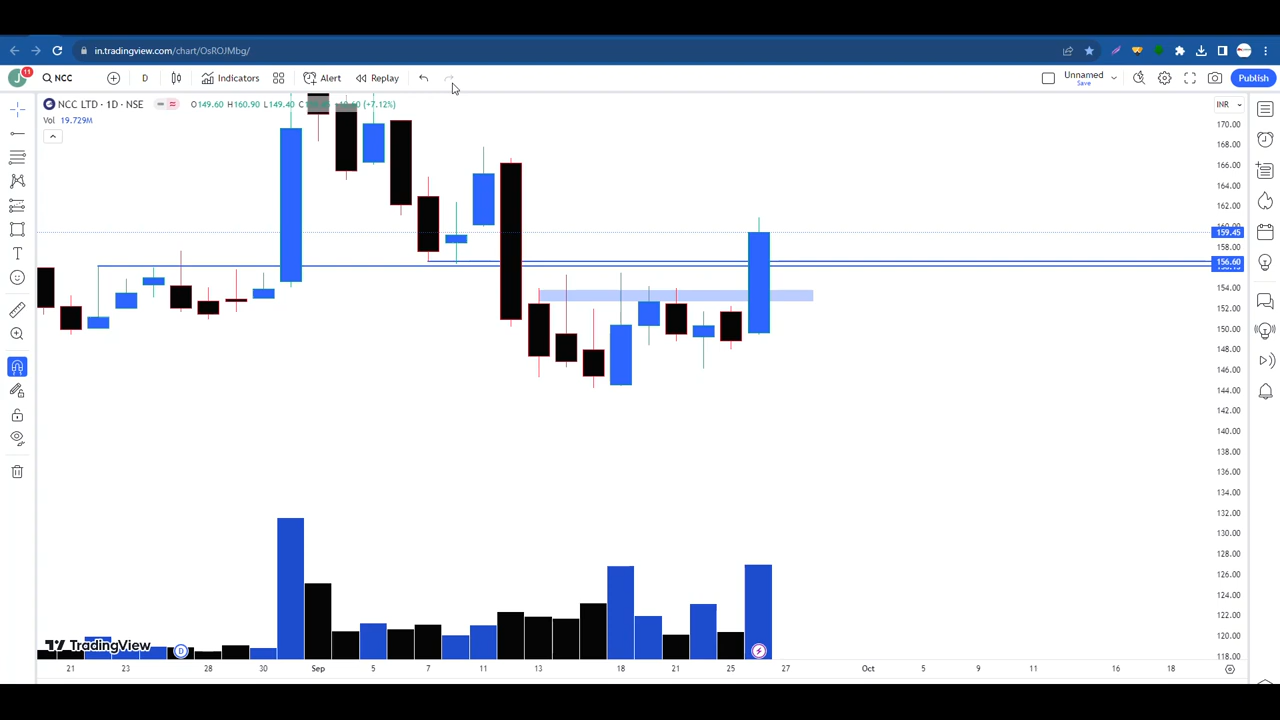 in.tradingview.com/chart/OsROJMbg/
J
11
NCC
D
Indicators
Alert
Replay
Unnamed
Save
Publish
NCC LTD · 1D · NSE
O149.60 H160.90 L149.40 (+7.12%)
INR
Vol 19.729M
170.00
168.00
166.00
164.00
162.00
159.45
158.00
156.60
154.00
152.00
150.00
148.00
146.00
144.00
142.00
140.00
138.00
136.00
134.00
132.00
130.00
128.00
126.00
124.00
122.00
120.00
118.00
TradingView
D
21 23 28 30 Sep 5 7 11 13 18 21 25 27 Oct 5 9 11 16 18